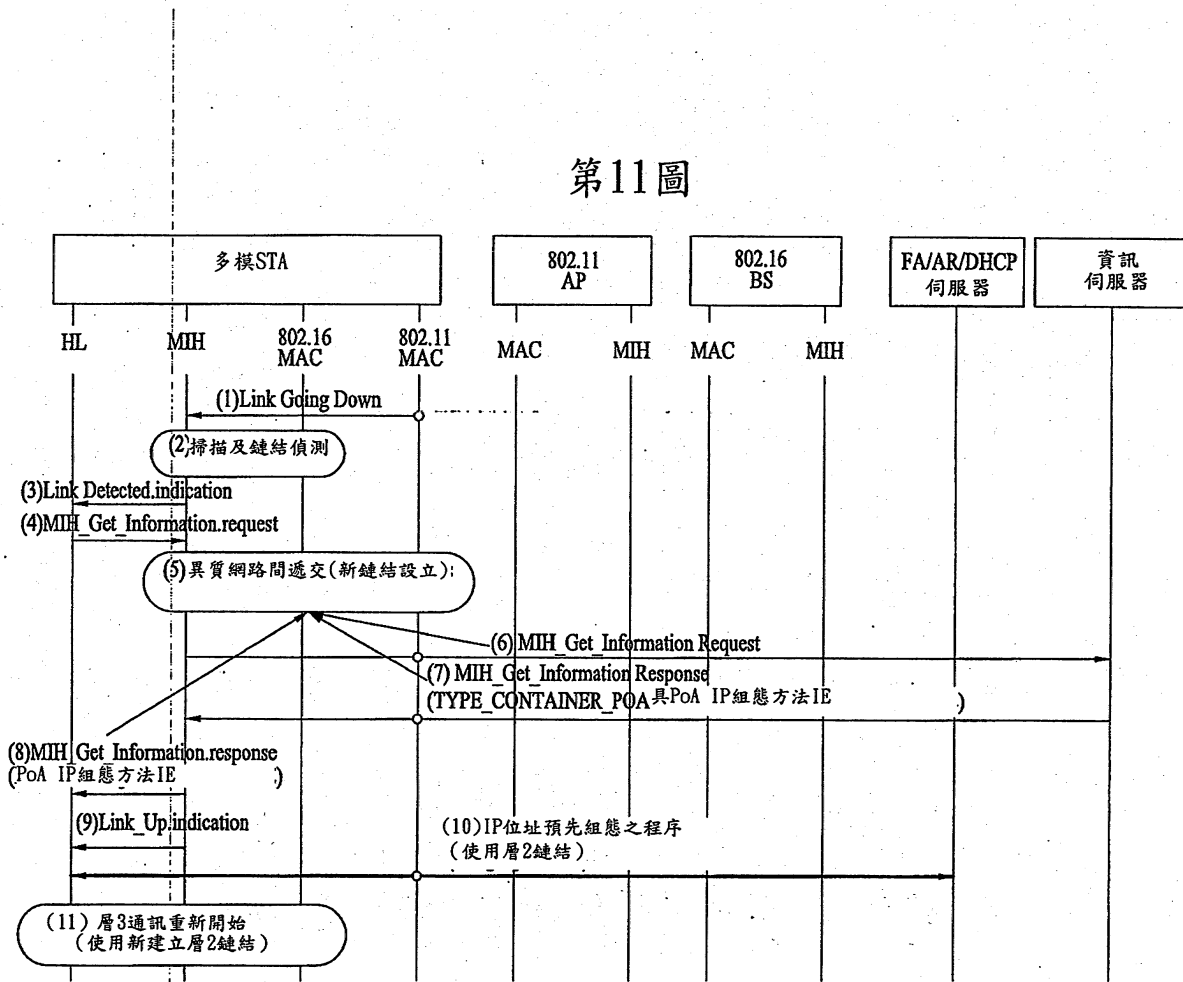 第11圖
多模STA
802.11
AP
802.16
BS
FA/AR/DHCP
伺服器
資訊
伺服器
HL
MIH
802.16
MAC
802.11
MAC
MAC
MIH
MAC
MIH
(1)Link Going Down
(2)掃描及鏈結偵測
(3)Link Detected.indication
(4)MIH_Get_Information.request
(5)異質網路間遞交(新鏈結設立):
(6) MIH_Get_Information Request
(7) MIH_Get_Information Response
(TYPE_CONTAINER_POA具PoA IP組態方法IE )
(8)MIH_Get_Information.response
(PoA IP組態方法IE )
(9)Link_Up.indication
(10)IP位址預先組態之程序
(使用層2鏈結)
(11) 層3通訊重新開始
(使用新建立層2鏈結)